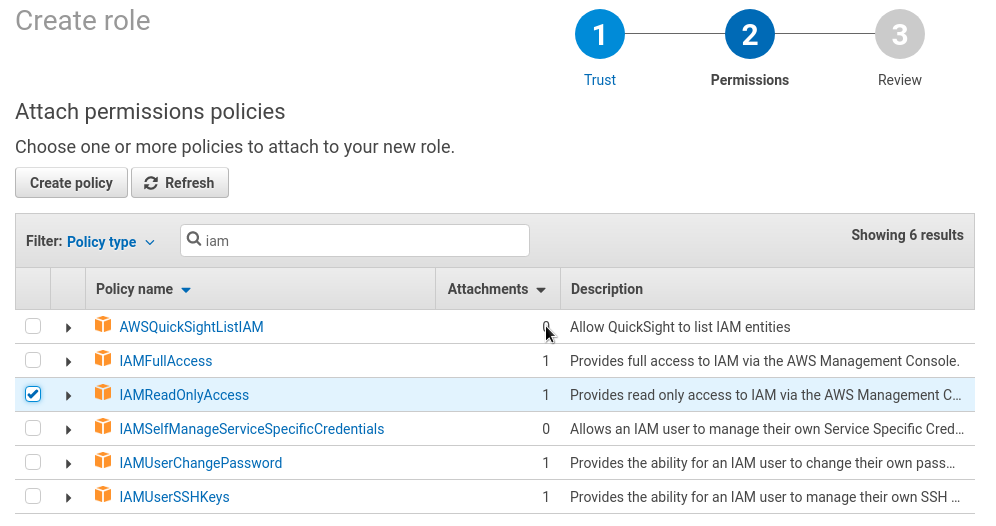 Create role
1
2
3
Trust
Permissions
Review
Attach permissions policies
Choose one or more policies to attach to your new role.
Create policy
Refresh
Filter: Policy type
iam
Showing 6 results
Policy name Attachments Description
AWSQuickSightListIAM 0 Allow QuickSight to list IAM entities
IAMFullAccess 1 Provides full access to IAM via the AWS Management Console.
IAMReadOnlyAccess 1 Provides read only access to IAM via the AWS Management C...
IAMSelfManageServiceSpecificCredentials 0 Allows an IAM user to manage their own Service Specific Cred...
IAMUserChangePassword 1 Provides the ability for an IAM user to change their own pass...
IAMUserSSHKeys 1 Provides the ability for an IAM user to manage their own SSH ...